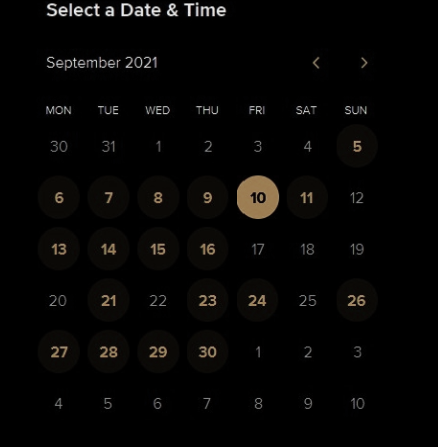 Select a Date & Time
September 2021
MON TUE WED THU FRI SAT SUN
30 31 1 2 3 4 5
6 7 8 9 10 11 12
13 14 15 16 17 18 19
20 21 22 23 24 25 26
27 28 29 30 1 2 3
4 5 6 7 8 9 10